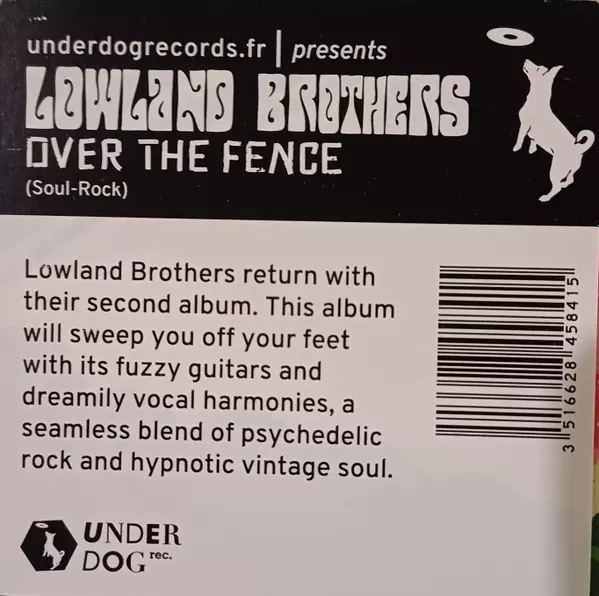 underdogrecords.fr | presents
LOWLAND BROTHERS
OVER THE FENCE
(Soul-Rock)
Lowland Brothers return with
their second album. This album
will sweep you off your feet
with its fuzzy guitars and
dreamily vocal harmonies, a
seamless blend of psychedelic
rock and hypnotic vintage soul.
3 516628 458415
UNDER
DOG rec.